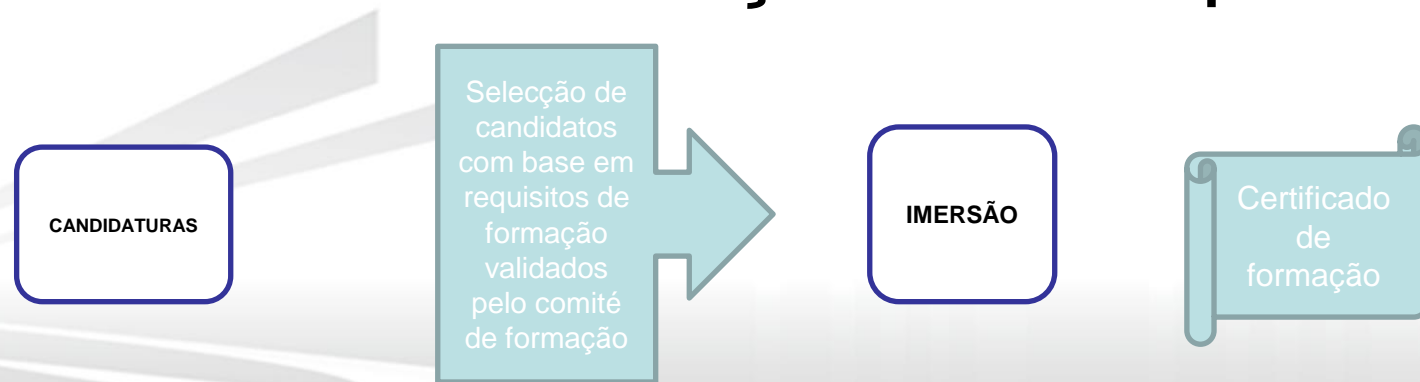 CANDIDATURAS
Selecção de
candidatos
com base em
requisitos de
formação
validados
pelo comité
de formação
IMERSÃO
Certificado
de
formação